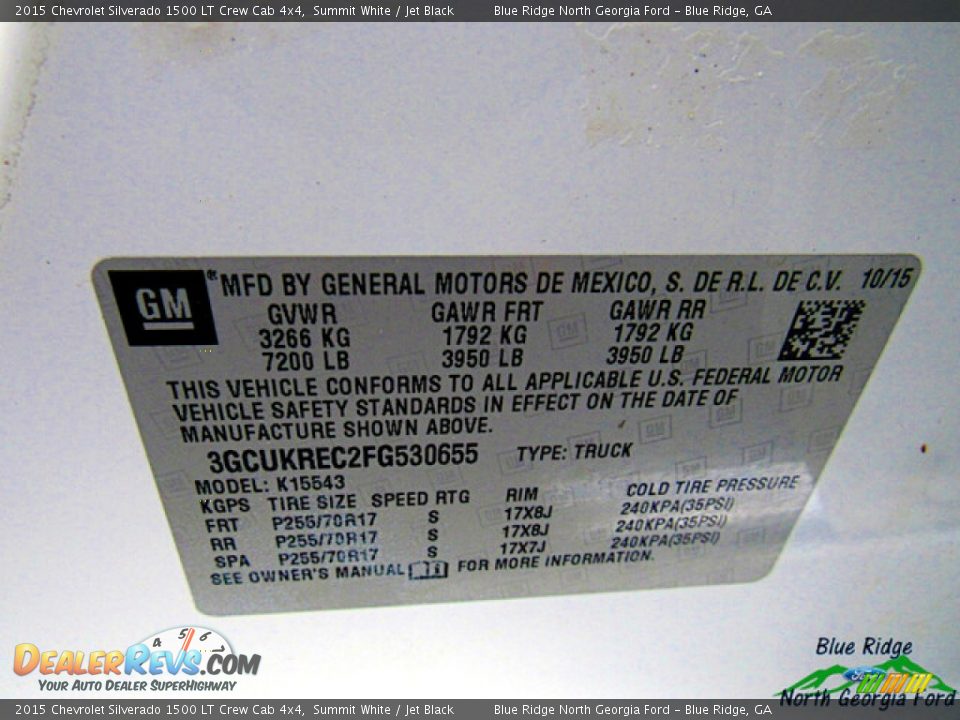 2015 Chevrolet Silverado 1500 LT Crew Cab 4x4, Summit White / Jet Black Blue Ridge North Georgia Ford - Blue Ridge, GA
GM ® MFD BY GENERAL MOTORS DE MEXICO, S. DE R.L. DE C.V. 10/15
GVWR GAWR FRT GAWR RR
3266 KG 1792 KG 1792 KG
7200 LB 3950 LB 3950 LB
THIS VEHICLE CONFORMS TO ALL APPLICABLE U.S. FEDERAL MOTOR
VEHICLE SAFETY STANDARDS IN EFFECT ON THE DATE OF
MANUFACTURE SHOWN ABOVE.
3GCUKREC2FG530655 TYPE: TRUCK
MODEL: K15543
KGPS TIRE SIZE SPEED RTG RIM COLD TIRE PRESSURE
FRT P255/70R17 S 17X8J 240KPA(35PSI)
RR P255/70R17 S 17X8J 240KPA(35PSI)
SPA P255/70R17 S 17X7J 240KPA(35PSI)
SEE OWNER'S MANUAL FOR MORE INFORMATION.
4 5 6
DEALERREVS.COM
YOUR AUTO DEALER SUPERHIGHWAY
Blue Ridge
North Georgia Ford
2015 Chevrolet Silverado 1500 LT Crew Cab 4x4, Summit White / Jet Black Blue Ridge North Georgia Ford - Blue Ridge, GA